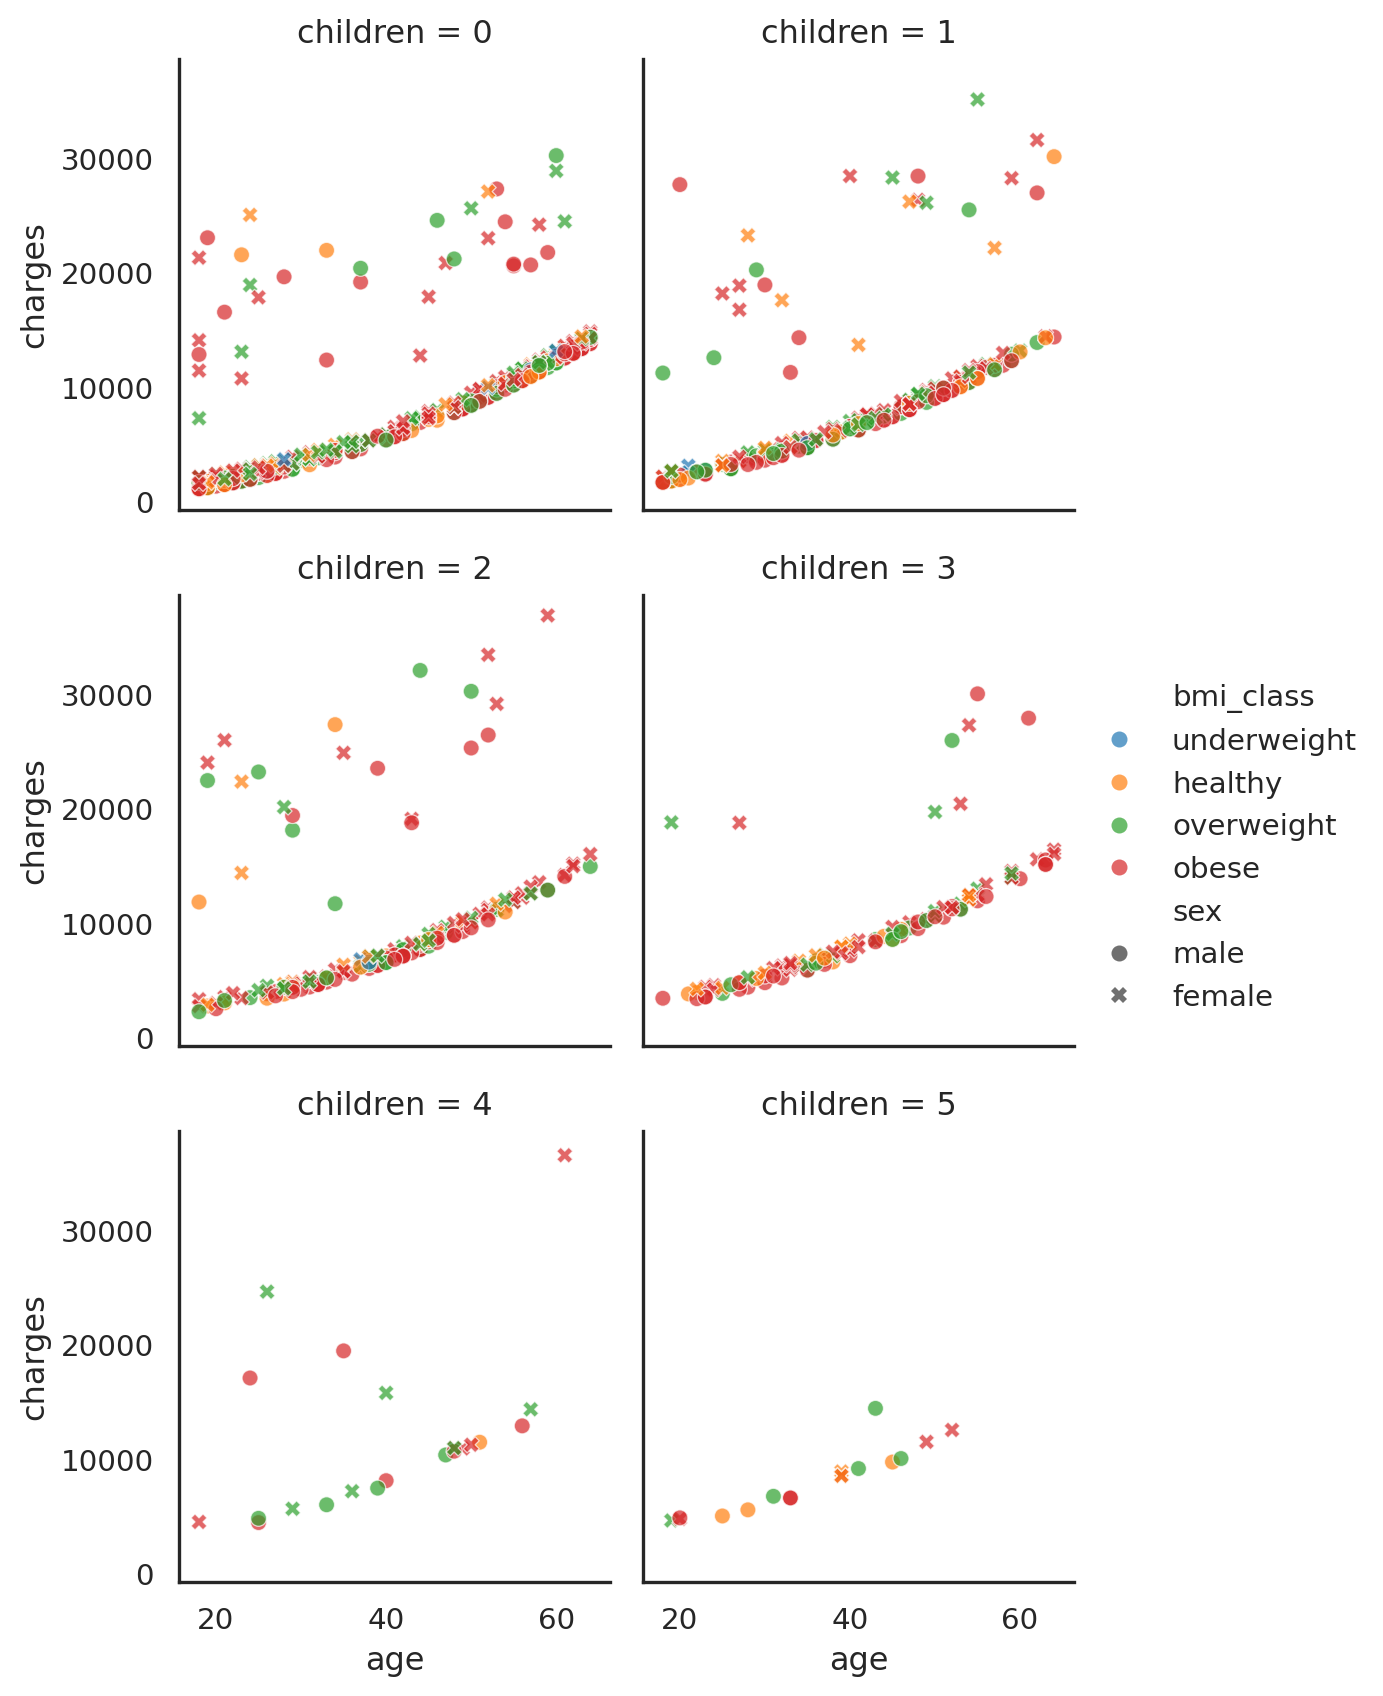 children = 0
children = 1
charges
30000
20000
10000
0
children = 2
children = 3
charges
30000
20000
10000
0
bmi_class
underweight
healthy
overweight
obese
sex
male
female
children = 4
children = 5
charges
30000
20000
10000
0
20 40 60
20 40 60
age
age